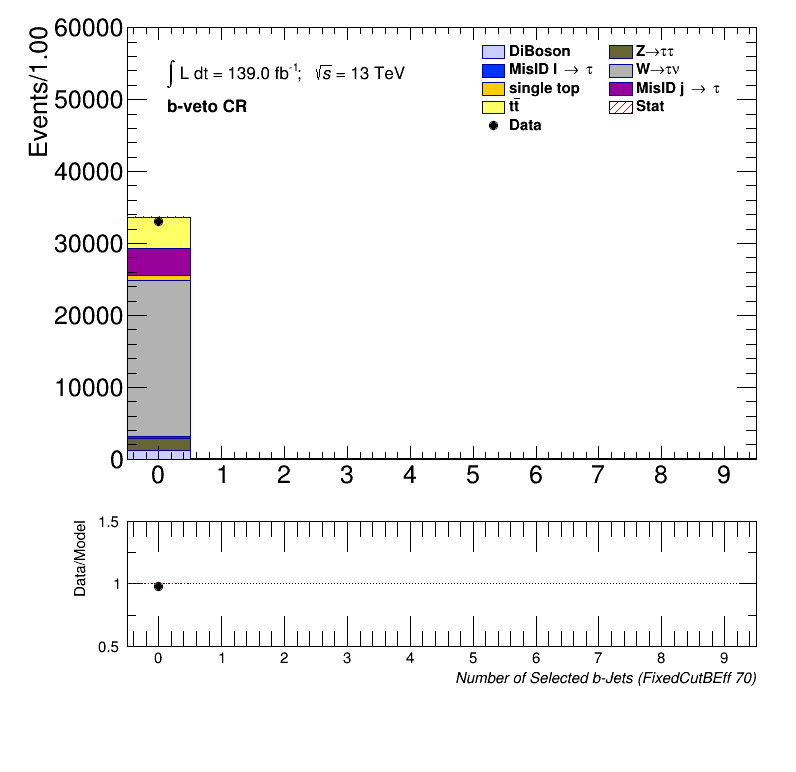 60000
50000
40000
30000
20000
10000
0
Events/1.00
∫ L dt = 139.0 fb⁻¹; √s = 13 TeV
b-veto CR
DiBoson
MisID l → τ
single top
tt̄
Data
Z→ττ
W→τν
MisID j → τ
Stat
0 1 2 3 4 5 6 7 8 9
1.5
1
0.5
Data/Model
0 1 2 3 4 5 6 7 8 9
Number of Selected b-Jets (FixedCutBEff 70)